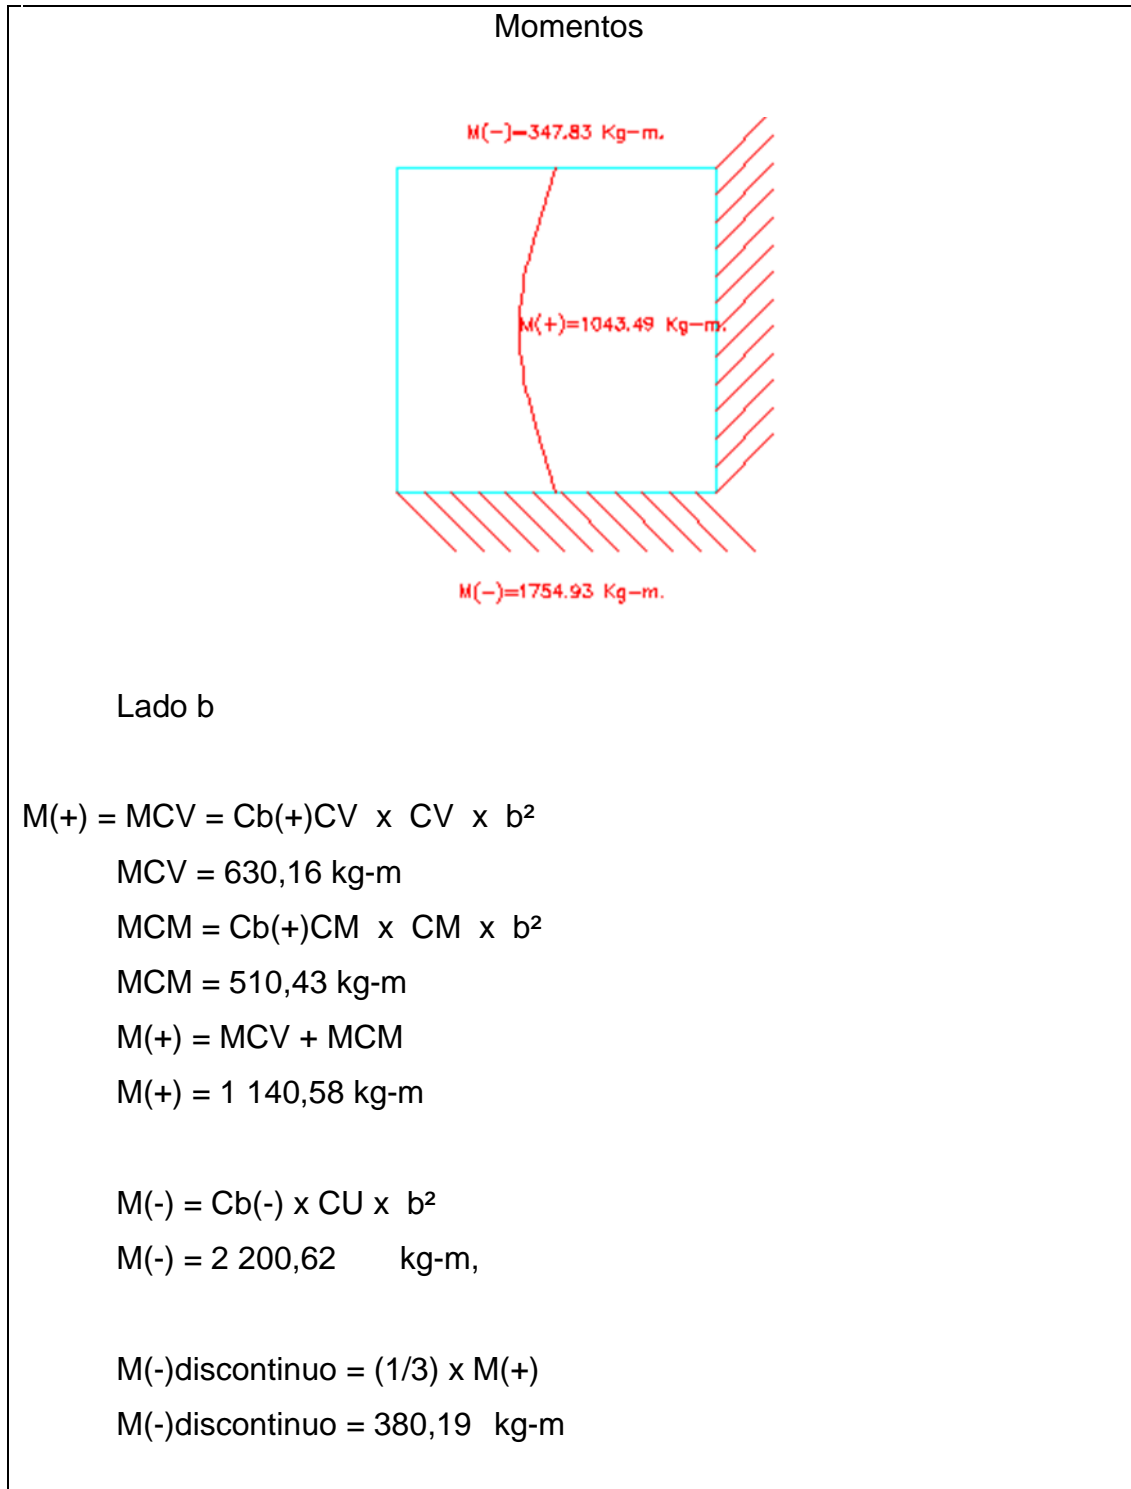 Momentos
M(-)=347.83 Kg-m.
M(+)=1043.49 Kg-m.
M(-)=1754.93 Kg-m.
Lado b
M(+) = MCV = Cb(+)CV x CV x b²
MCV = 630,16 kg-m
MCM = Cb(+)CM x CM x b²
MCM = 510,43 kg-m
M(+) = MCV + MCM
M(+) = 1 140,58 kg-m
M(-) = Cb(-) x CU x b²
M(-) = 2 200,62 kg-m,
M(-)discontinuo = (1/3) x M(+)
M(-)discontinuo = 380,19 kg-m